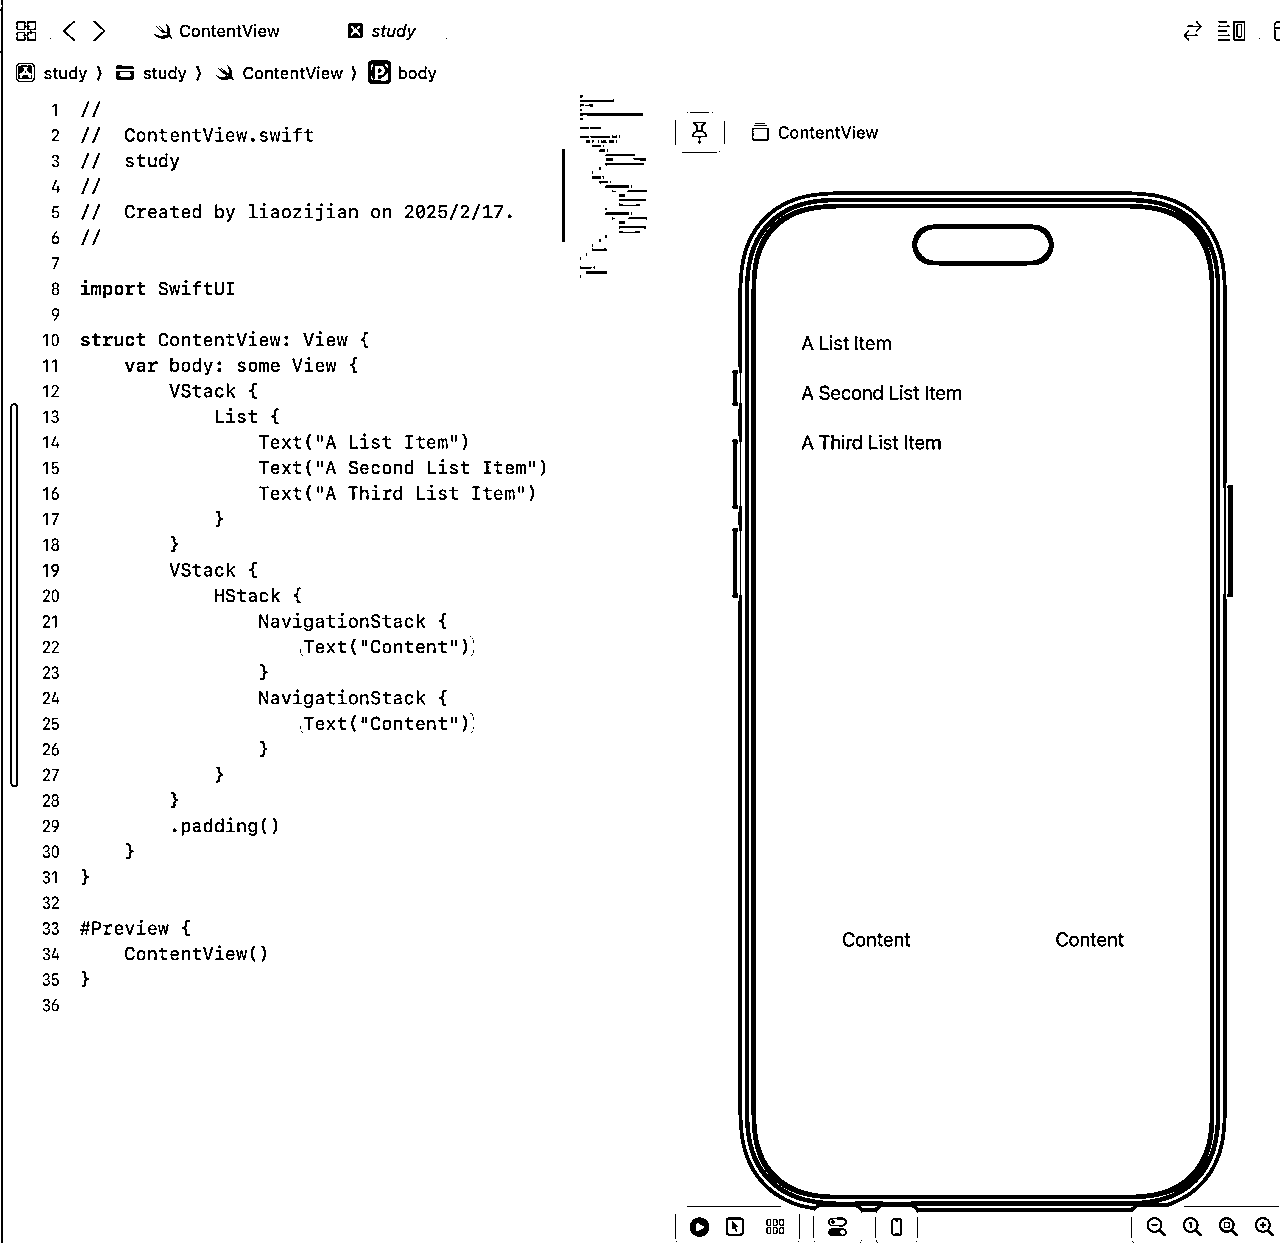 ContentView study
study 〉 study 〉 ContentView 〉 body
1 //
2 //  ContentView.swift
3 //  study
4 //
5 //  Created by liaozijian on 2025/2/17.
6 //
7
8 import SwiftUI
9
10 struct ContentView: View {
11     var body: some View {
12         VStack {
13             List {
14                 Text("A List Item")
15                 Text("A Second List Item")
16                 Text("A Third List Item")
17             }
18         }
19         VStack {
20             HStack {
21                 NavigationStack {
22                     Text("Content")
23                 }
24                 NavigationStack {
25                     Text("Content")
26                 }
27             }
28         }
29         .padding()
30     }
31 }
32
33 #Preview {
34     ContentView()
35 }
36
ContentView
A List Item
A Second List Item
A Third List Item
Content Content